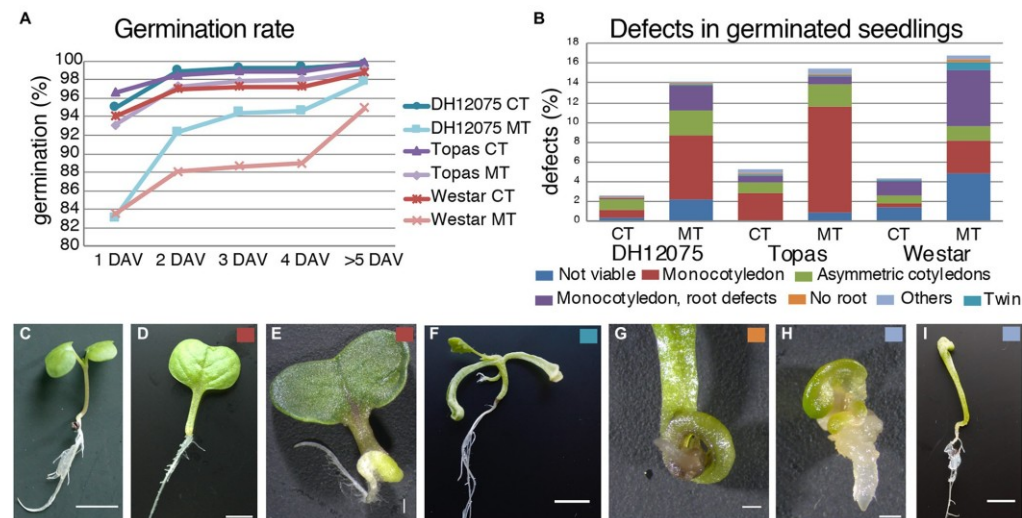 A
Germination rate
germination (%)
100
98
96
94
92
90
88
86
84
82
80
1 DAV 2 DAV 3 DAV 4 DAV >5 DAV
DH12075 CT
DH12075 MT
Topas CT
Topas MT
Westar CT
Westar MT
B
Defects in germinated seedlings
defects (%)
18
16
14
12
10
8
6
4
2
0
CT MT CT MT CT MT
DH12075 Topas Westar
Not viable Monocotyledon Asymmetric cotyledons
Monocotyledon, root defects No root Others Twin
C D E F G H I